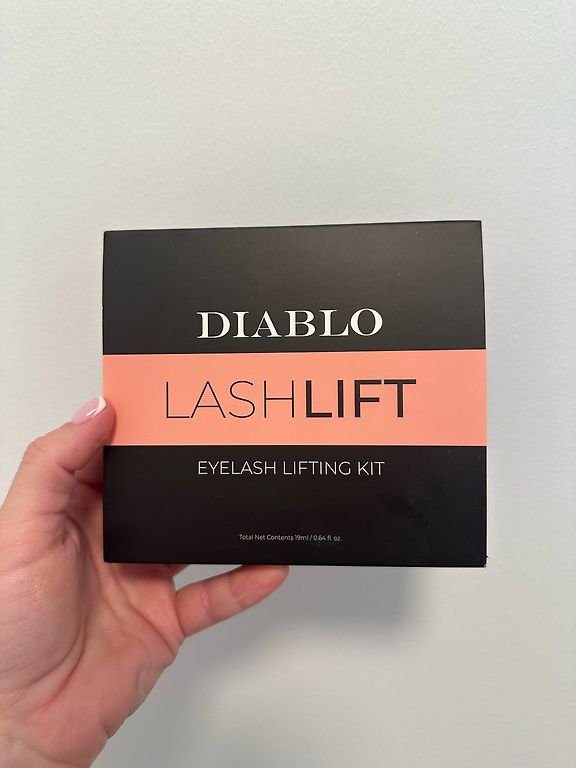 DIABLO
LASHLIFT
EYELASH LIFTING KIT
Total Net Contents 19ml / 0.64 fl. oz.